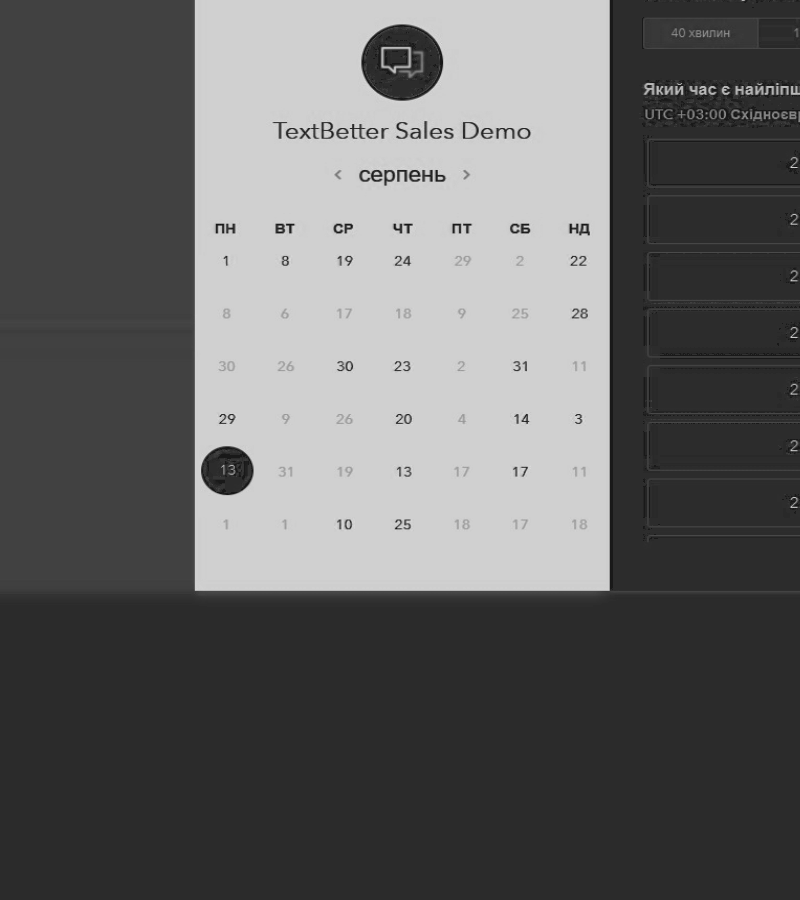 TextBetter Sales Demo
< серпень >
ПН ВТ СР ЧТ ПТ СБ НД
1 8 19 24 29 2 22
8 6 17 18 9 25 28
30 26 30 23 2 31 11
29 9 26 20 4 14 3
13 31 19 13 17 17 11
1 1 10 25 18 17 18
40 хвилин 1
Який час є найліпш
UTC +03:00 Східноєвр
2
2
2
2
2
2
2